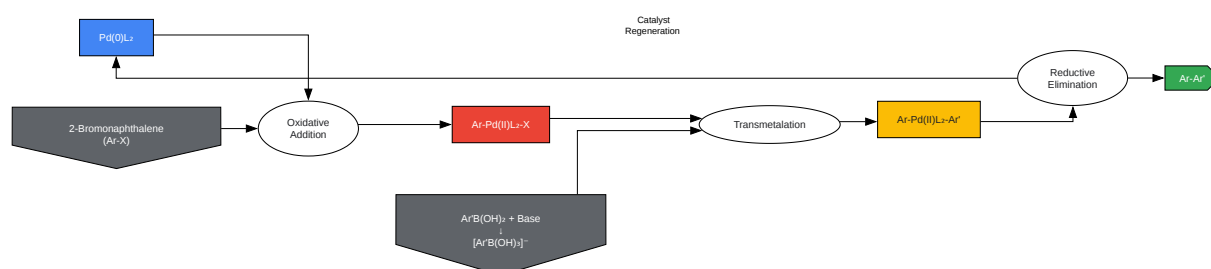 Catalyst
Regeneration
Pd(0)L₂
Reductive
Elimination
Ar-Ar'
2-Bromonaphthalene
(Ar-X)
Oxidative
Addition
Ar-Pd(II)L₂-X
Transmetalation
Ar-Pd(II)L₂-Ar'
Ar'B(OH)₂ + Base
↓
[Ar'B(OH)₃]⁻